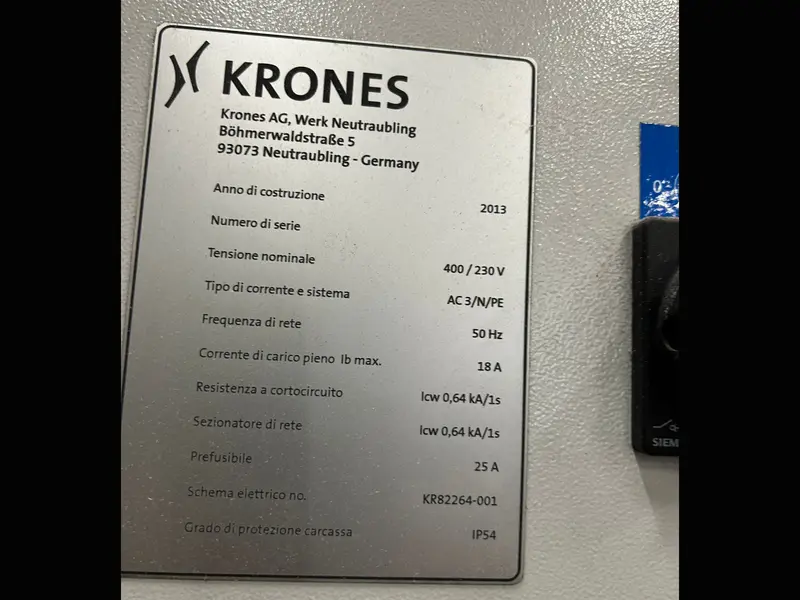 KRONES
Krones AG, Werk Neutraubling
Böhmerwaldstraße 5
93073 Neutraubling - Germany
Anno di costruzione 2013
Numero di serie
Tensione nominale 400 / 230 V
Tipo di corrente e sistema AC 3/N/PE
Frequenza di rete 50 Hz
Corrente di carico pieno Ib max. 18 A
Resistenza a cortocircuito Icw 0,64 kA/1s
Sezionatore di rete Icw 0,64 kA/1s
Prefusibile 25 A
Schema elettrico no. KR82264-001
Grado di protezione carcassa IP54
0
SIEM